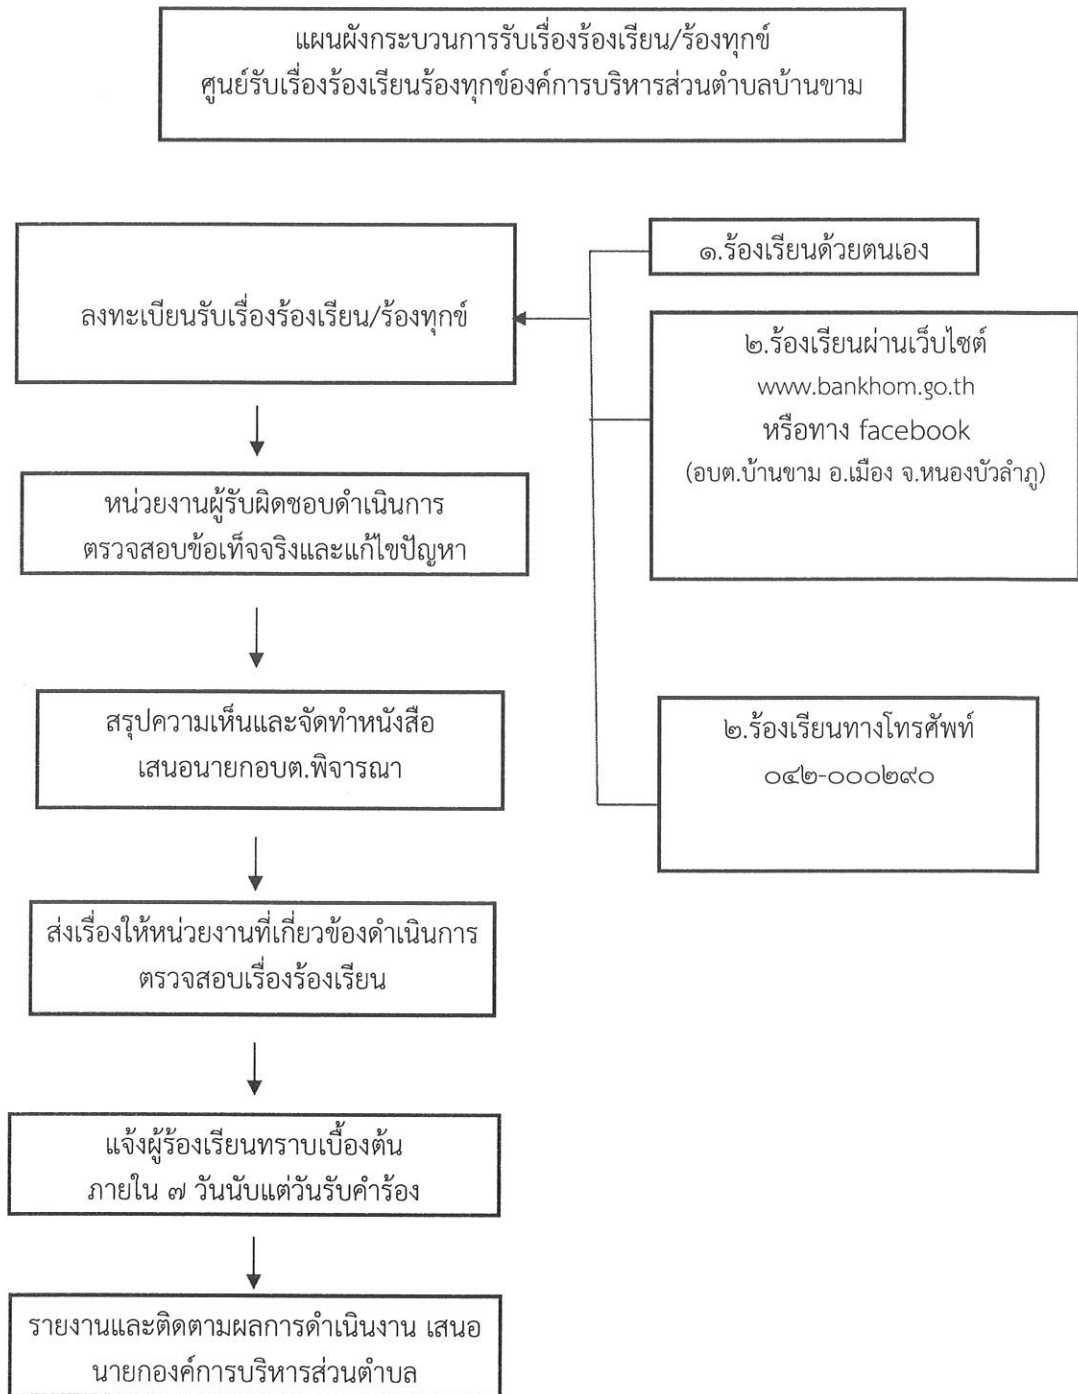 แผนผังกระบวนการรับเรื่องร้องเรียน/ร้องทุกข์
ศูนย์รับเรื่องร้องเรียนร้องทุกข์องค์การบริหารส่วนตำบลบ้านขาม
ลงทะเบียนรับเรื่องร้องเรียน/ร้องทุกข์
๑.ร้องเรียนด้วยตนเอง
๒.ร้องเรียนผ่านเว็บไซต์
www.bankhom.go.th
หรือทาง facebook
(อบต.บ้านขาม อ.เมือง จ.หนองบัวลำภู)
๒.ร้องเรียนทางโทรศัพท์
๐๔๒-๐๐๐๒๙๐
หน่วยงานผู้รับผิดชอบดำเนินการ
ตรวจสอบข้อเท็จจริงและแก้ไขปัญหา
สรุปความเห็นและจัดทำหนังสือ
เสนอนายกอบต.พิจารณา
ส่งเรื่องให้หน่วยงานที่เกี่ยวข้องดำเนินการ
ตรวจสอบเรื่องร้องเรียน
แจ้งผู้ร้องเรียนทราบเบื้องต้น
ภายใน ๗ วันนับแต่วันรับคำร้อง
รายงานและติดตามผลการดำเนินงาน เสนอ
นายกองค์การบริหารส่วนตำบล